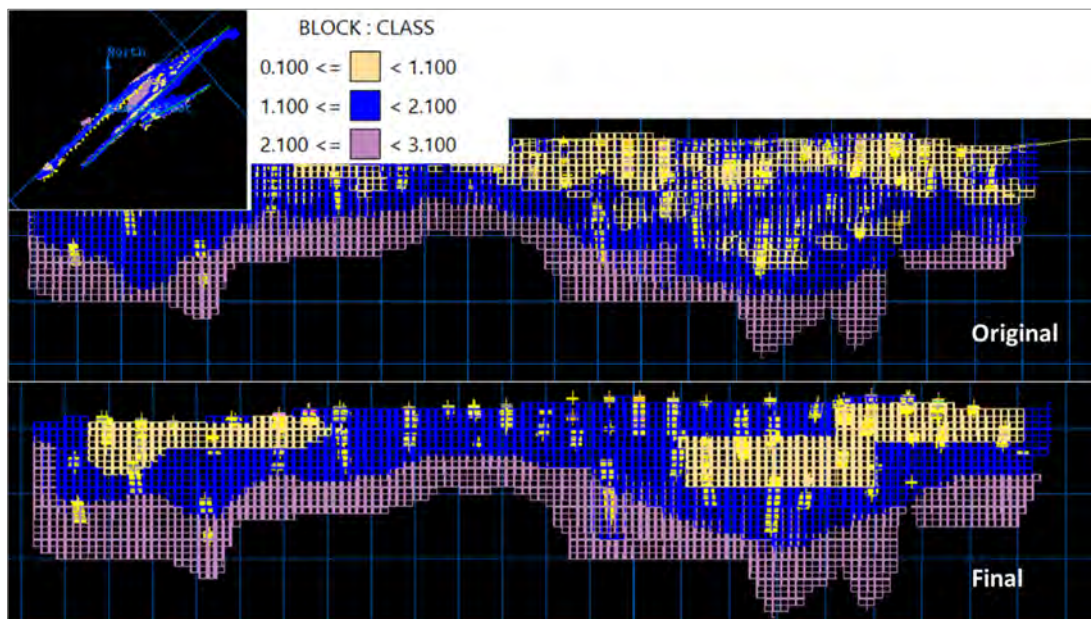 North
BLOCK : CLASS
0.100 <= < 1.100
1.100 <= < 2.100
2.100 <= < 3.100
Original
Final